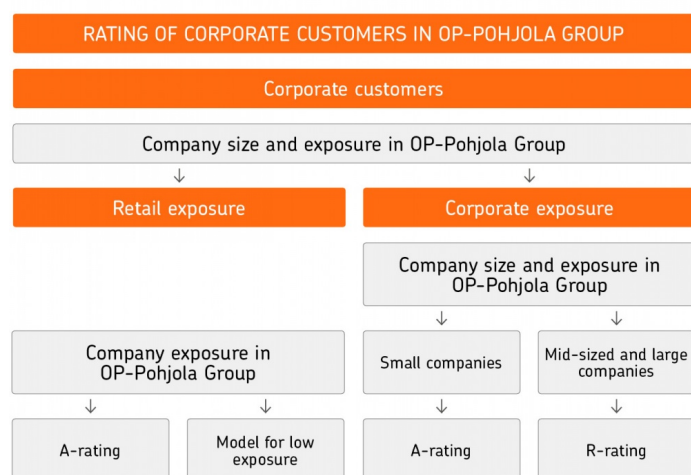 RATING OF CORPORATE CUSTOMERS IN OP-POHJOLA GROUP
Corporate customers
Company size and exposure in OP-Pohjola Group
Retail exposure
Corporate exposure
Company size and exposure in
OP-Pohjola Group
Company exposure in
OP-Pohjola Group
Small companies
Mid-sized and large
companies
A-rating
Model for low
exposure
A-rating
R-rating